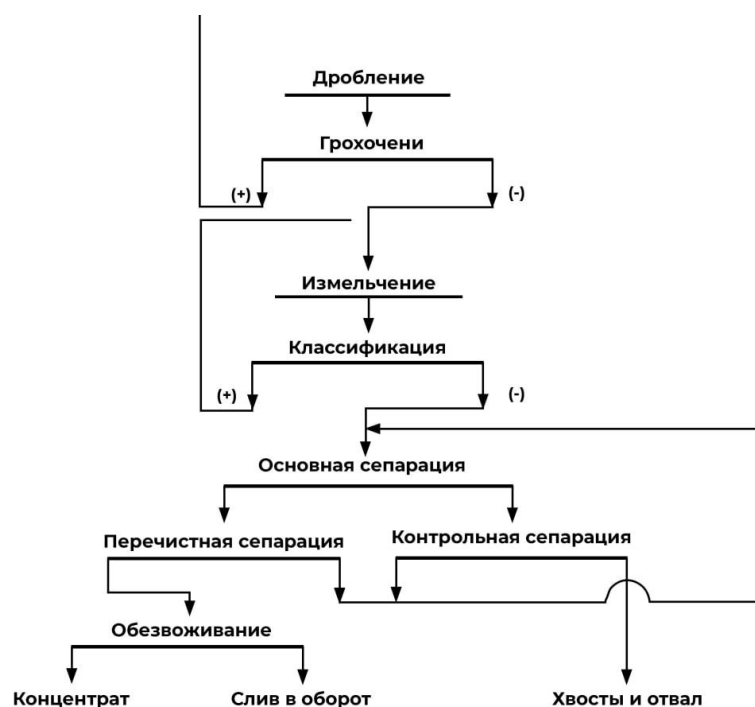 Дробление
Грохочени
(+)
(-)
Измельчение
Классификация
(+)
(-)
Основная сепарация
Перечистная сепарация
Контрольная сепарация
Обезвоживание
Концентрат
Слив в оборот
Хвосты и отвал